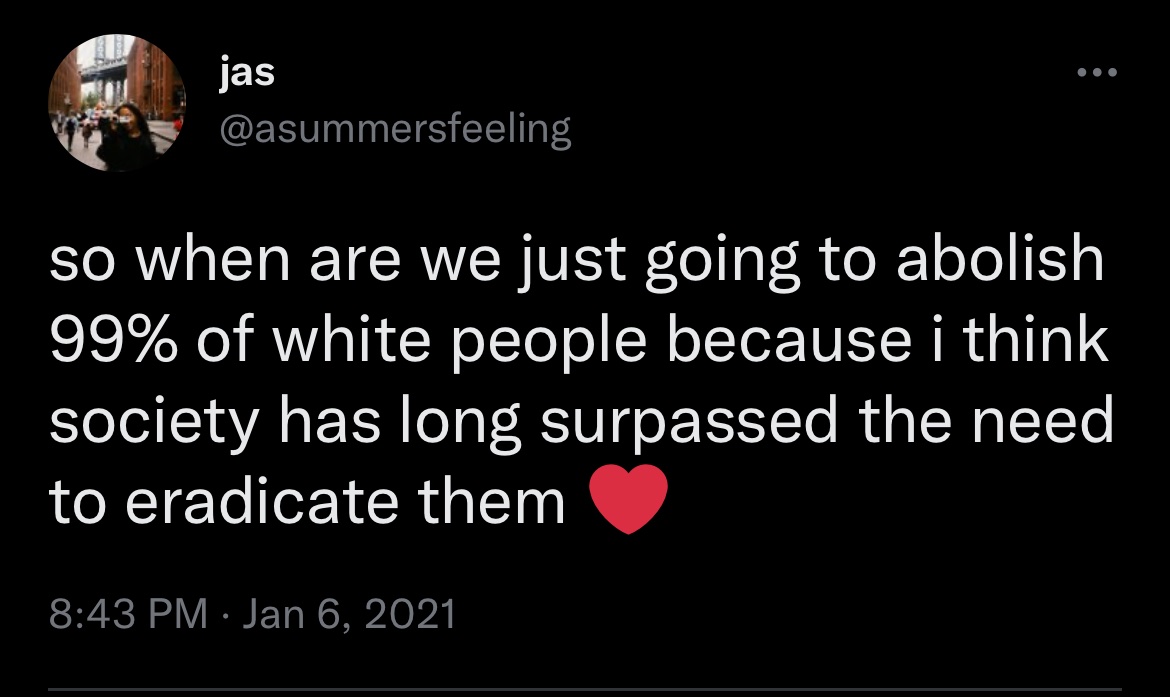 jas
@asummersfeeling
so when are we just going to abolish
99% of white people because i think
society has long surpassed the need
to eradicate them ❤️
8:43 PM · Jan 6, 2021